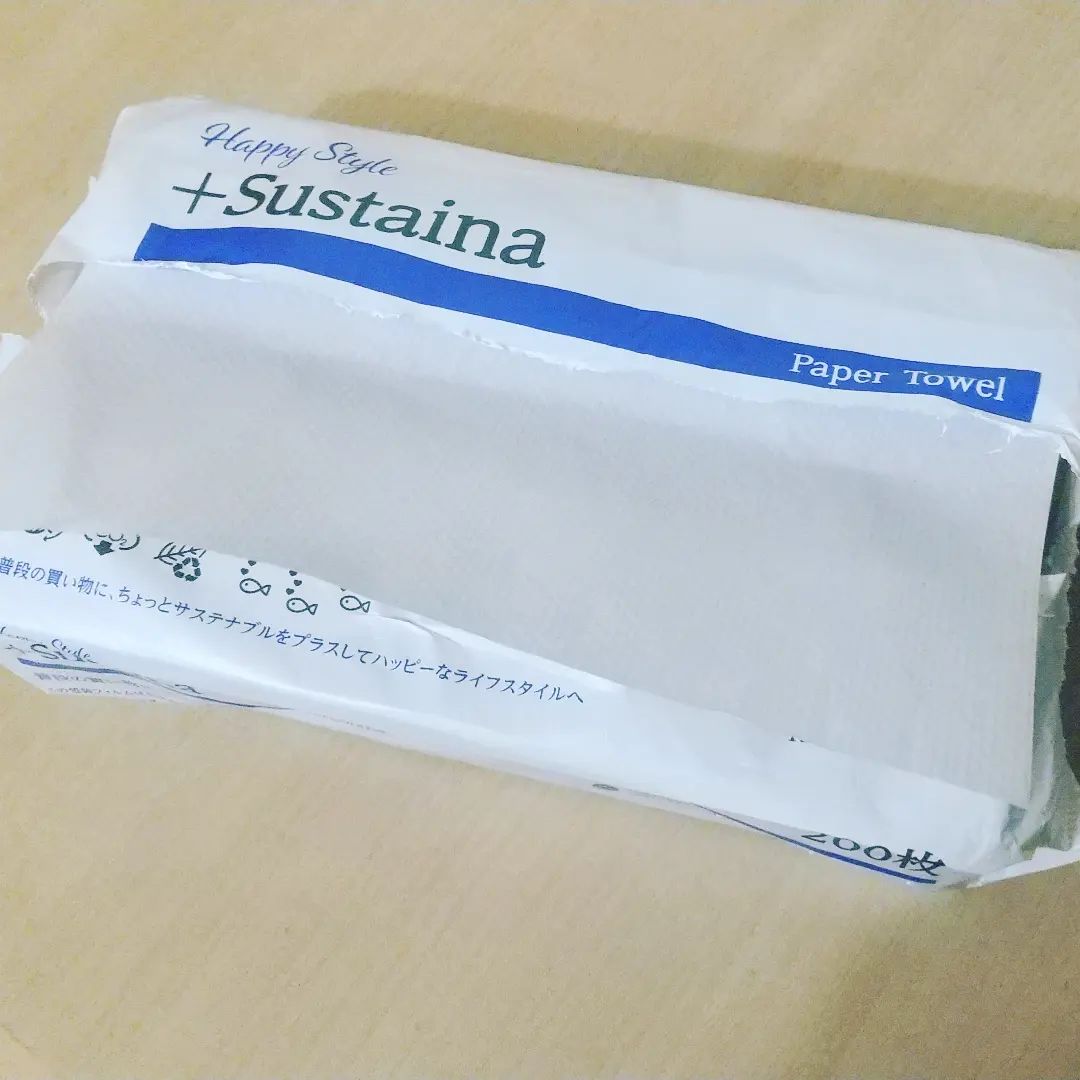 Happy Style
+Sustaina
Paper Towel
普段の買い物に、ちょっとサステナブルをプラスしてハッピーなライフスタイルへ
200枚